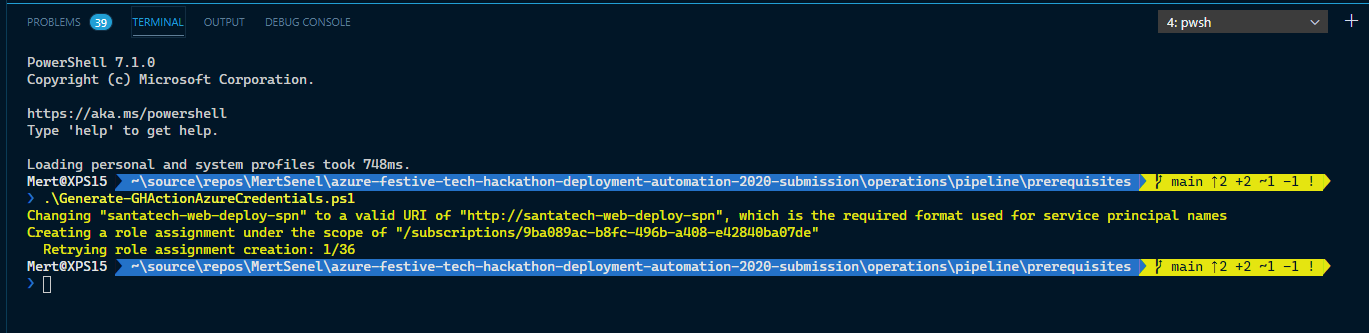 PROBLEMS 39 TERMINAL OUTPUT DEBUG CONSOLE 4: pwsh
PowerShell 7.1.0
Copyright (c) Microsoft Corporation.
https://aka.ms/powershell
Type 'help' to get help.
Loading personal and system profiles took 748ms.
Mert@XPS15 ~\source\repos\MertSenel\azure-festive-tech-hackathon-deployment-automation-2020-submission\operations\pipeline\prerequisites main ↑2 +2 ~1 -1 !
❯ .\Generate-GHActionAzureCredentials.ps1
Changing "santatech-web-deploy-spn" to a valid URI of "http://santatech-web-deploy-spn", which is the required format used for service principal names
Creating a role assignment under the scope of "/subscriptions/9ba089ac-b8fc-496b-a408-e42840ba07de"
Retrying role assignment creation: 1/36
Mert@XPS15 ~\source\repos\MertSenel\azure-festive-tech-hackathon-deployment-automation-2020-submission\operations\pipeline\prerequisites main ↑2 +2 ~1 -1 !
❯